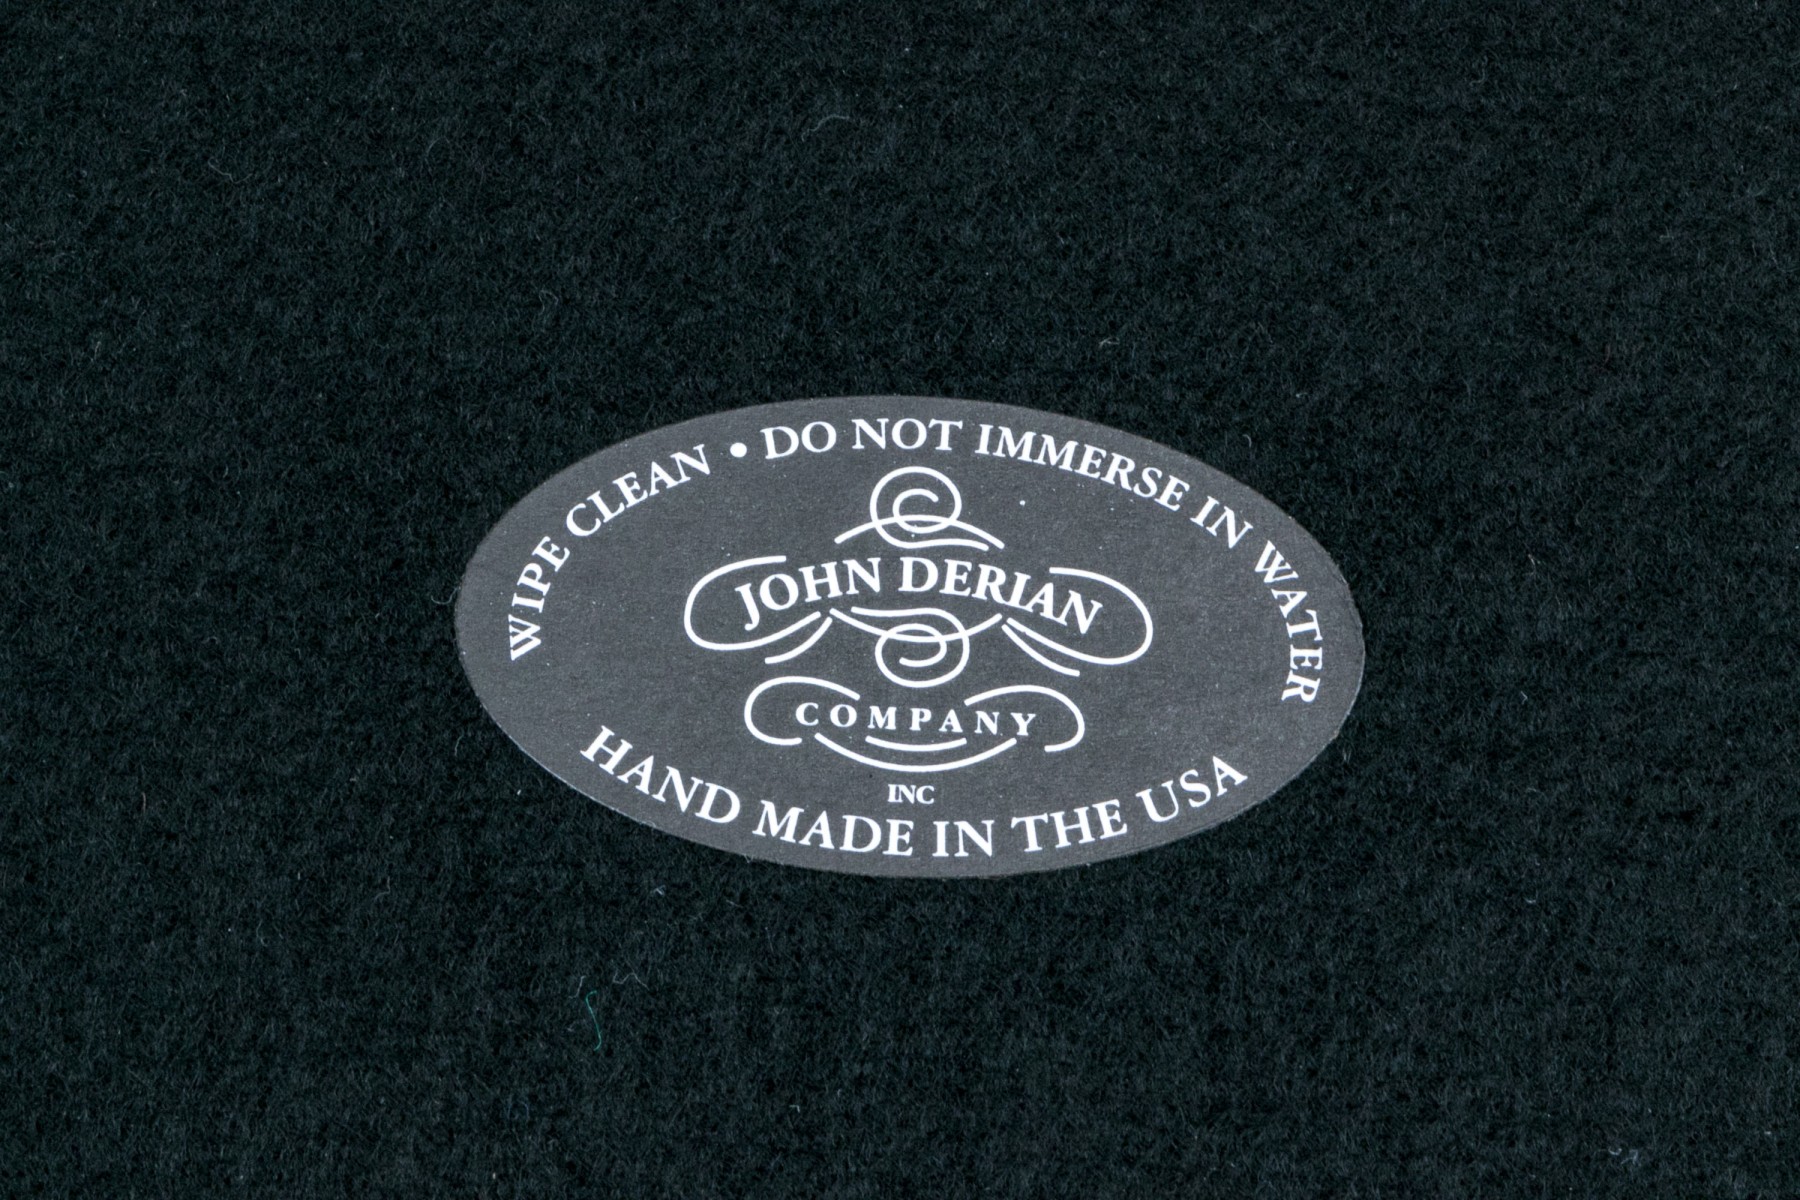 WIPE CLEAN • DO NOT IMMERSE IN WATER
JOHN DERIAN
COMPANY
INC
HAND MADE IN THE USA